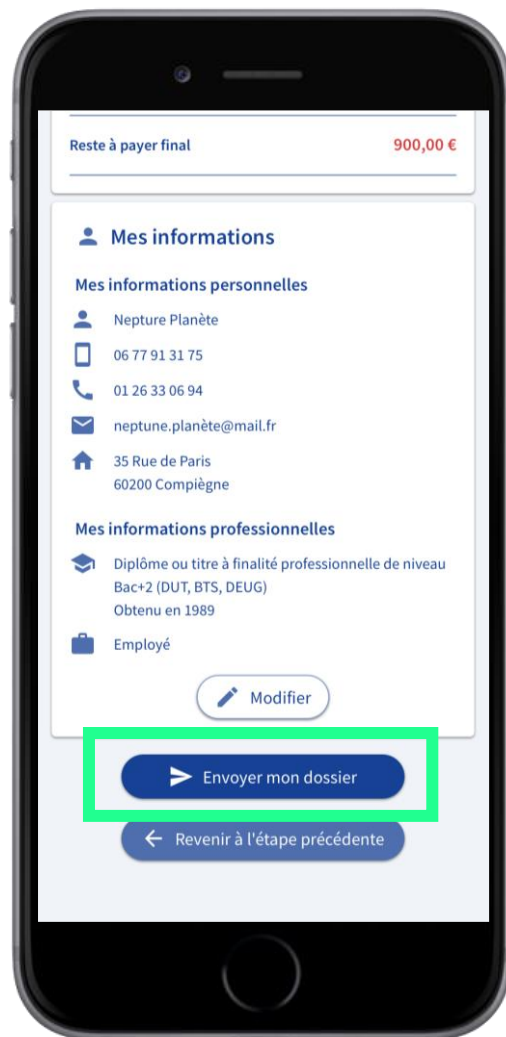 Reste à payer final 900,00 €
Mes informations
Mes informations personnelles
Nepture Planète
06 77 91 31 75
01 26 33 06 94
neptune.planète@mail.fr
35 Rue de Paris
60200 Compiègne
Mes informations professionnelles
Diplôme ou titre à finalité professionnelle de niveau
Bac+2 (DUT, BTS, DEUG)
Obtenu en 1989
Employé
Modifier
Envoyer mon dossier
Revenir à l'étape précédente